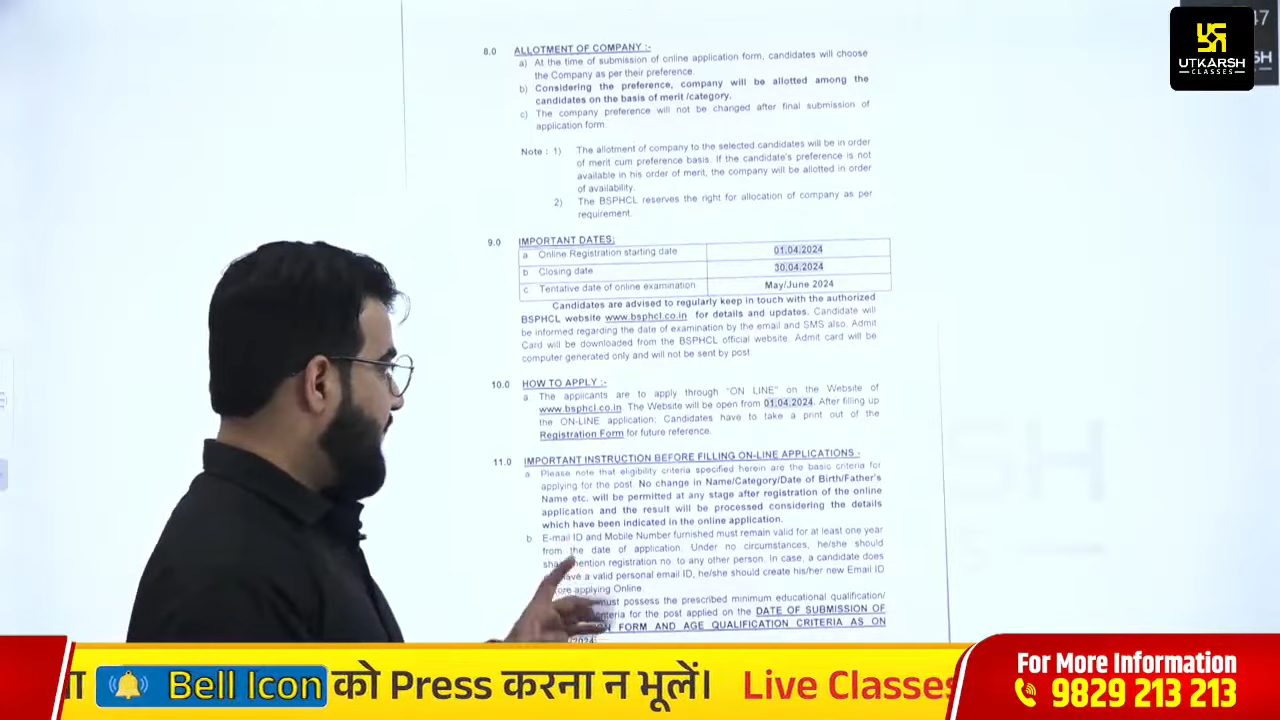 47
UTKARSH
CLASSES
8.0 ALLOTMENT OF COMPANY :-
a) At the time of submission of online application form, candidates will choose
the Company as per their preference.
b) Considering the preference, company will be allotted among the
candidates on the basis of merit /category.
c) The company preference will not be changed after final submission of
application form.
Note : 1) The allotment of company to the selected candidates will be in order
of merit cum preference basis. If the candidate's preference is not
available in his order of merit, the company will be allotted in order
of availability.
2) The BSPHCL reserves the right for allocation of company as per
requirement.
9.0 IMPORTANT DATES:
a Online Registration starting date 01.04.2024
b Closing date 30.04.2024
c Tentative date of online examination May/June 2024
Candidates are advised to regularly keep in touch with the authorized
BSPHCL website www.bsphcl.co.in for details and updates. Candidate will
be informed regarding the date of examination by the email and SMS also. Admit
Card will be downloaded from the BSPHCL official website. Admit card will be
computer generated only and will not be sent by post.
10.0 HOW TO APPLY :-
a. The applicants are to apply through "ON LINE" on the Website of
www.bsphcl.co.in. The Website will be open from 01.04.2024. After filling up
the ON-LINE application; Candidates have to take a print out of the
Registration Form for future reference.
11.0 IMPORTANT INSTRUCTION BEFORE FILLING ON-LINE APPLICATIONS -
a Please note that eligibility criteria specified herein are the basic criteria for
applying for the post. No change in Name/Category/Date of Birth/Father's
Name etc. will be permitted at any stage after registration of the online
application and the result will be processed considering the details
which have been indicated in the online application.
b E-mail ID and Mobile Number furnished must remain valid for at least one year
from the date of application. Under no circumstances, he/she should
mention registration no. to any other person. In case, a candidate does
have a valid personal email ID, he/she should create his/her new Email ID
applying Online
must possess the prescribed minimum educational qualification/
for the post applied on the DATE OF SUBMISSION OF
FORM AND AGE QUALIFICATION CRITERIA AS ON
Bell Icon को Press करना न भूलें। Live Classes
For More Information
9829 213 213